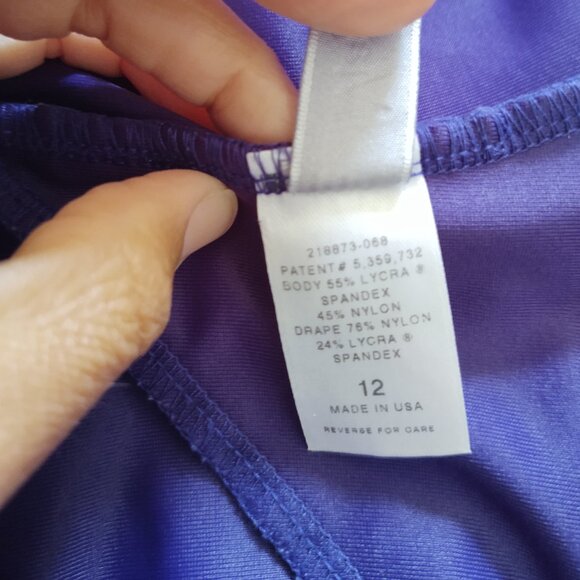 218873-068
PATENT# 5,359,732
BODY 55% LYCRA ®
SPANDEX
45% NYLON
DRAPE 76% NYLON
24% LYCRA ®
SPANDEX
12
MADE IN USA
REVERSE FOR CARE